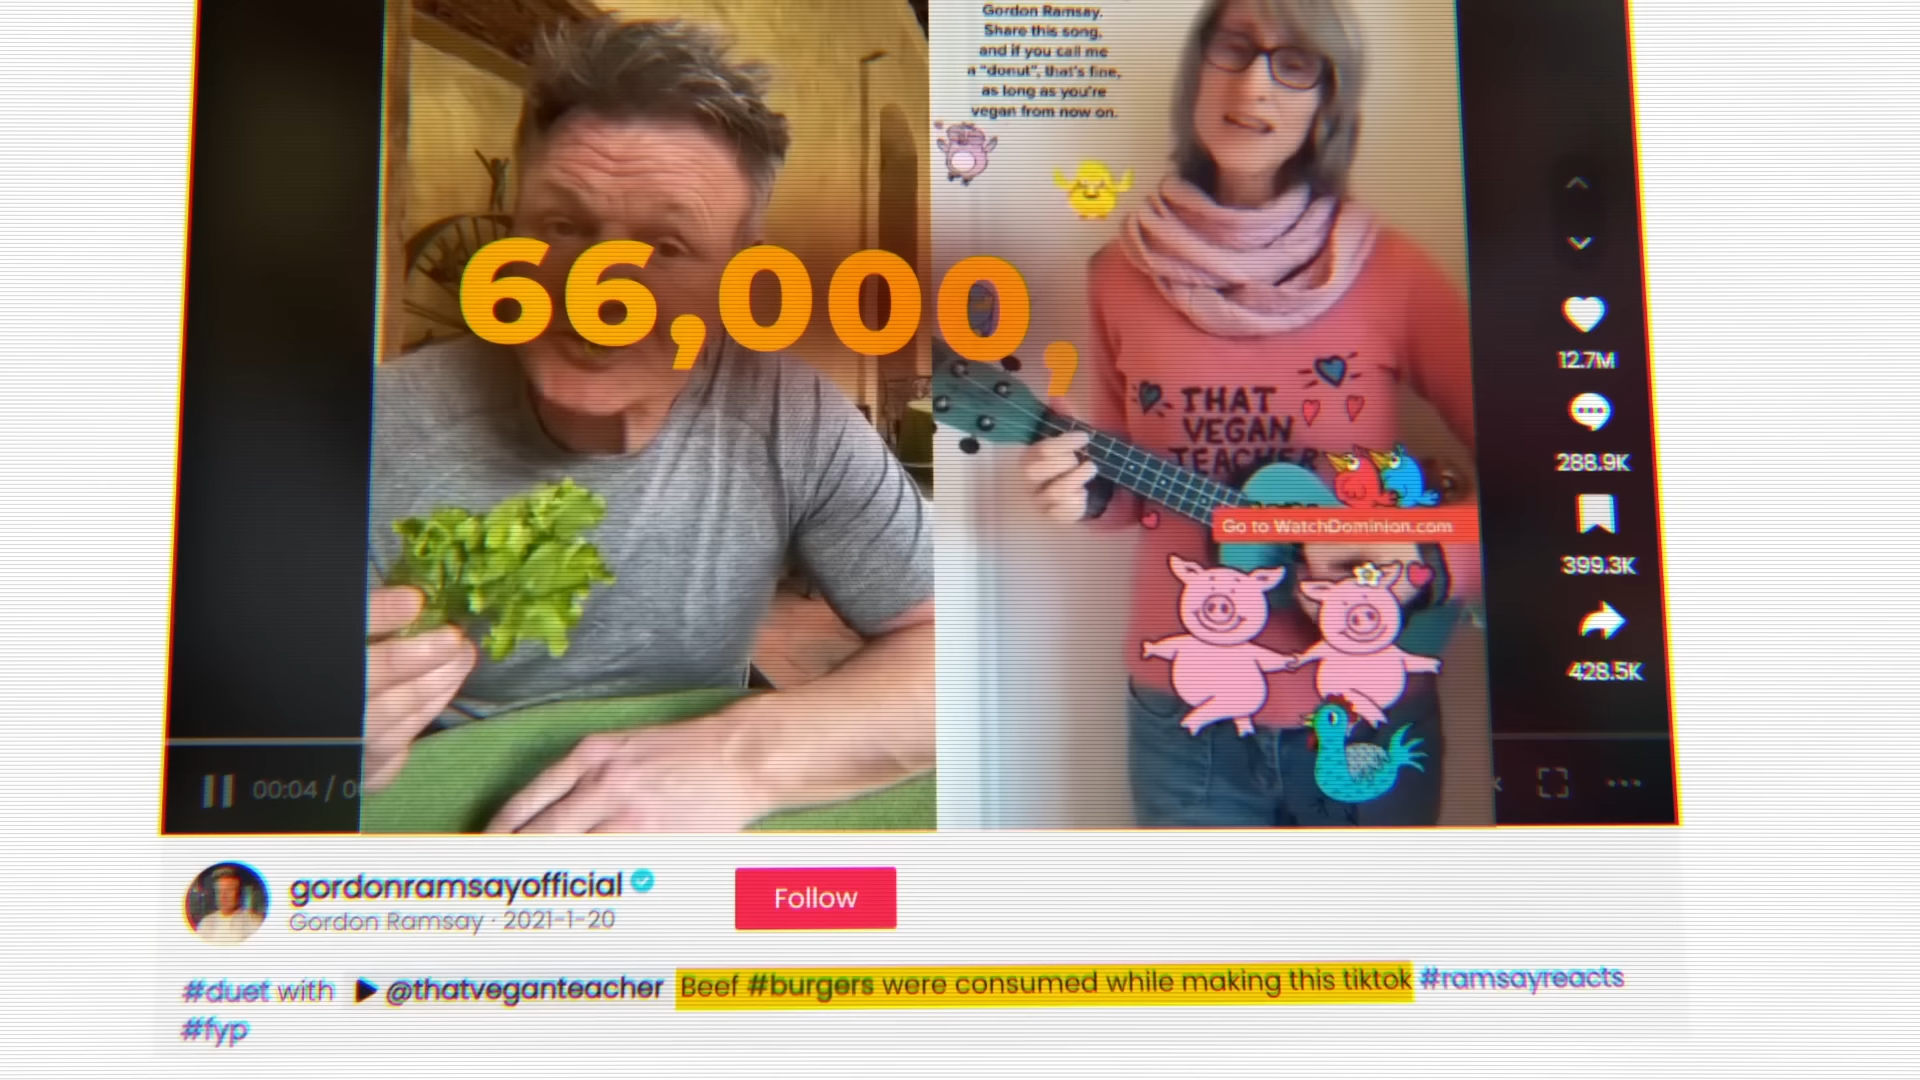 Gordon Ramsay.
Share this song,
and if you call me
a "donut", that's fine,
as long as you're
vegan from now on.
66,000,
THAT
VEGAN
TEACHER
Go to WatchDominion.com
12.7M
288.9K
399.3K
428.5K
00:04 / 0
gordonramsayofficial
Gordon Ramsay · 2021-1-20
Follow
#duet with ▶ @thatveganteacher Beef #burgers were consumed while making this tiktok #ramsayreacts
#fyp